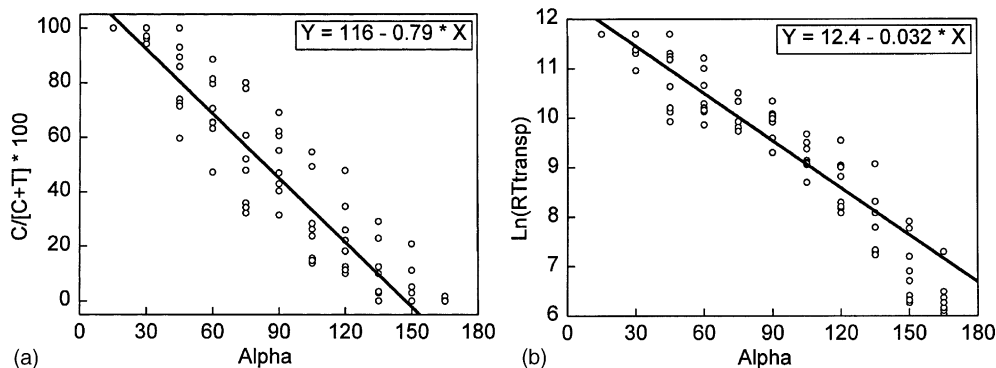 Y = 116 - 0.79 * X
C/[C+T] * 100
100
80
60
40
20
0
0 30 60 90 120 150 180
Alpha
(a)
Y = 12.4 - 0.032 * X
Ln(RTtransp)
12
11
10
9
8
7
6
0 30 60 90 120 150 180
Alpha
(b)